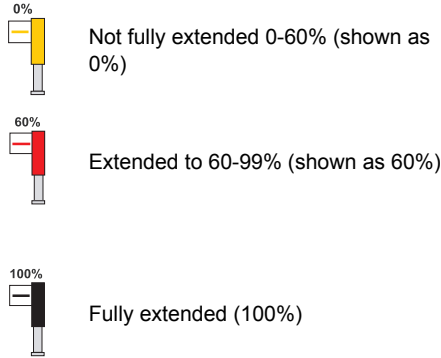 0%
Not fully extended 0-60% (shown as
0%)
60%
Extended to 60-99% (shown as 60%)
100%
Fully extended (100%)